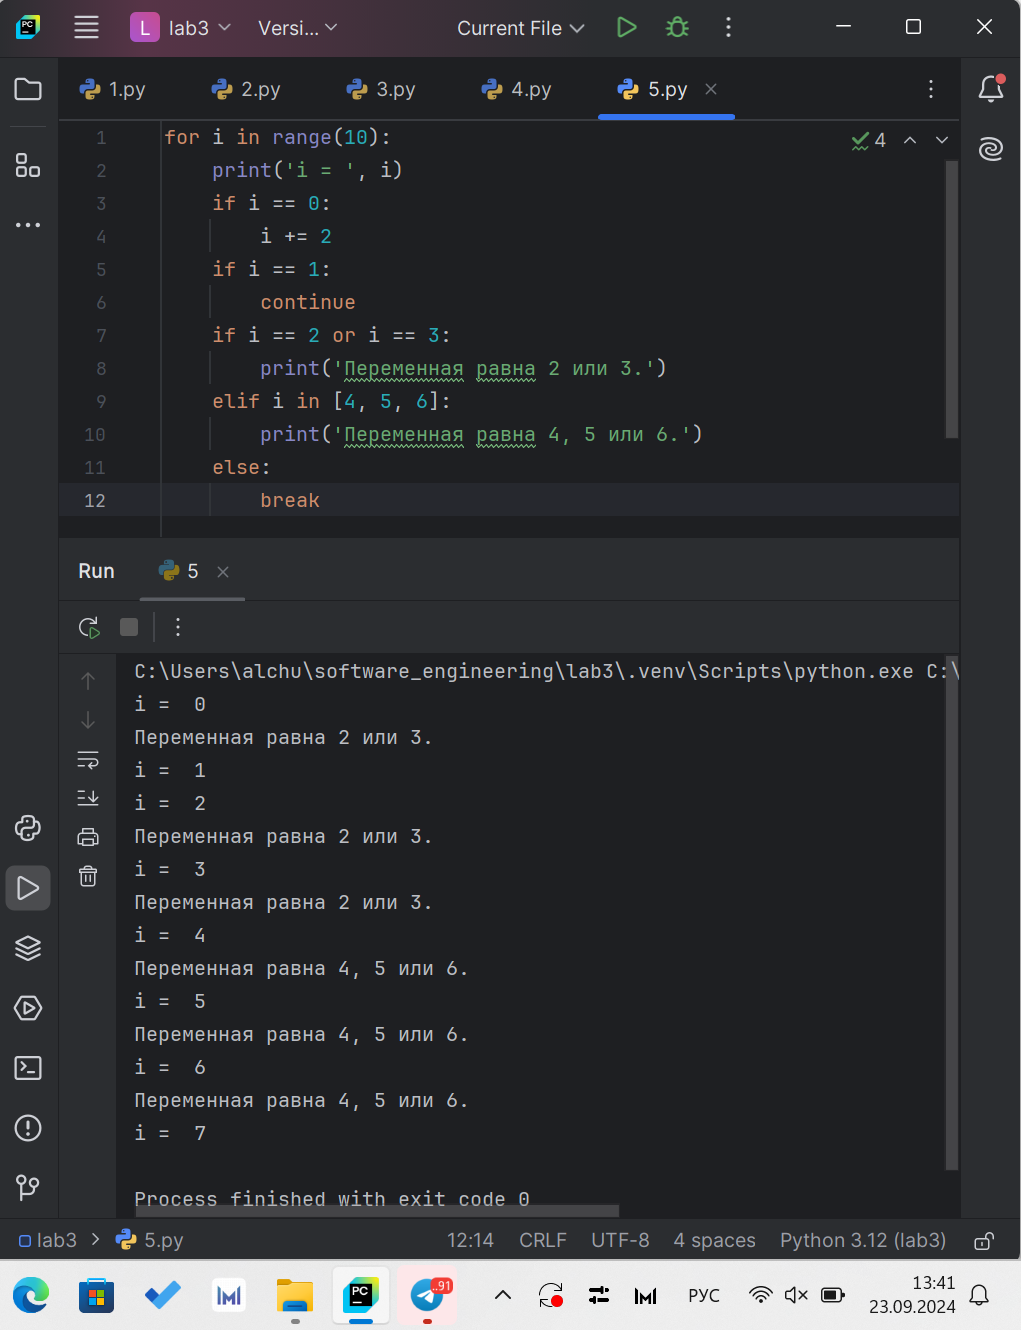 PC L lab3 Versi... Current File
1.py 2.py 3.py 4.py 5.py
1 for i in range(10):
4
2 print('i = ', i)
3 if i == 0:
4 i += 2
5 if i == 1:
6 continue
7 if i == 2 or i == 3:
8 print('Переменная равна 2 или 3.')
9 elif i in [4, 5, 6]:
10 print('Переменная равна 4, 5 или 6.')
11 else:
12 break
Run 5
C:\Users\alchu\software_engineering\lab3\.venv\Scripts\python.exe C:\
i =  0
Переменная равна 2 или 3.
i =  1
i =  2
Переменная равна 2 или 3.
i =  3
Переменная равна 2 или 3.
i =  4
Переменная равна 4, 5 или 6.
i =  5
Переменная равна 4, 5 или 6.
i =  6
Переменная равна 4, 5 или 6.
i =  7
Process finished with exit code 0
lab3 5.py 12:14 CRLF UTF-8 4 spaces Python 3.12 (lab3)
PC ..91 РУС 13:41
23.09.2024